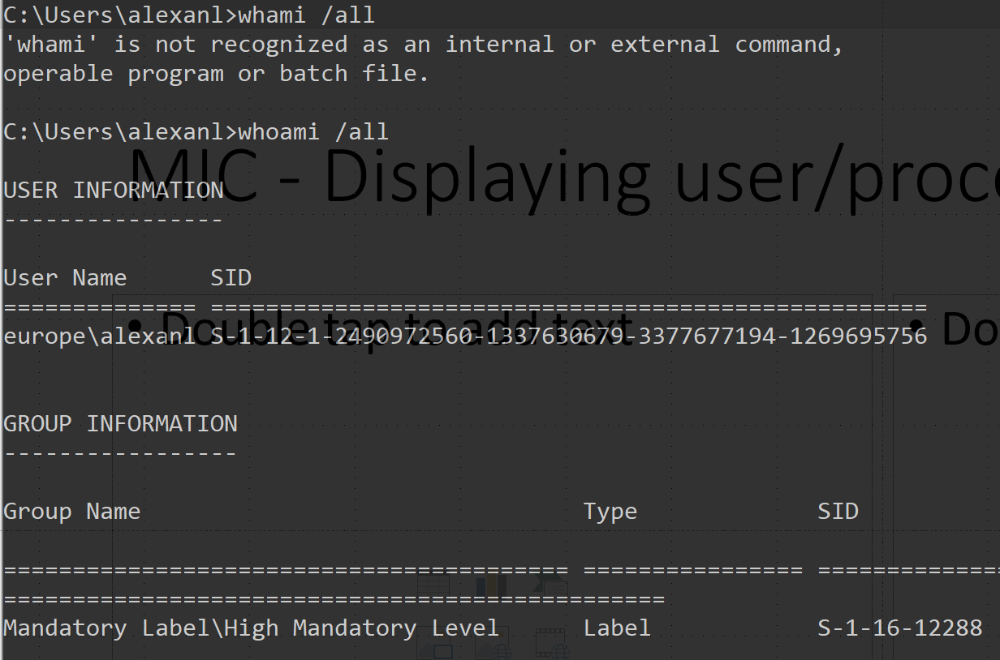 C:\Users\alexanl>whami /all
'whami' is not recognized as an internal or external command,
operable program or batch file.
C:\Users\alexanl>whoami /all
MIC - Displaying user/proc
USER INFORMATION
----------------
User Name      SID
============== ====================================================
• Double tap to add text
• Do
europe\alexanl S-1-12-1-2490972560-1337630679-3377677194-1269695756
GROUP INFORMATION
-----------------
Group Name                                Type             SID
========================================= ================ =============
================================================
Mandatory Label\High Mandatory Level      Label            S-1-16-12288